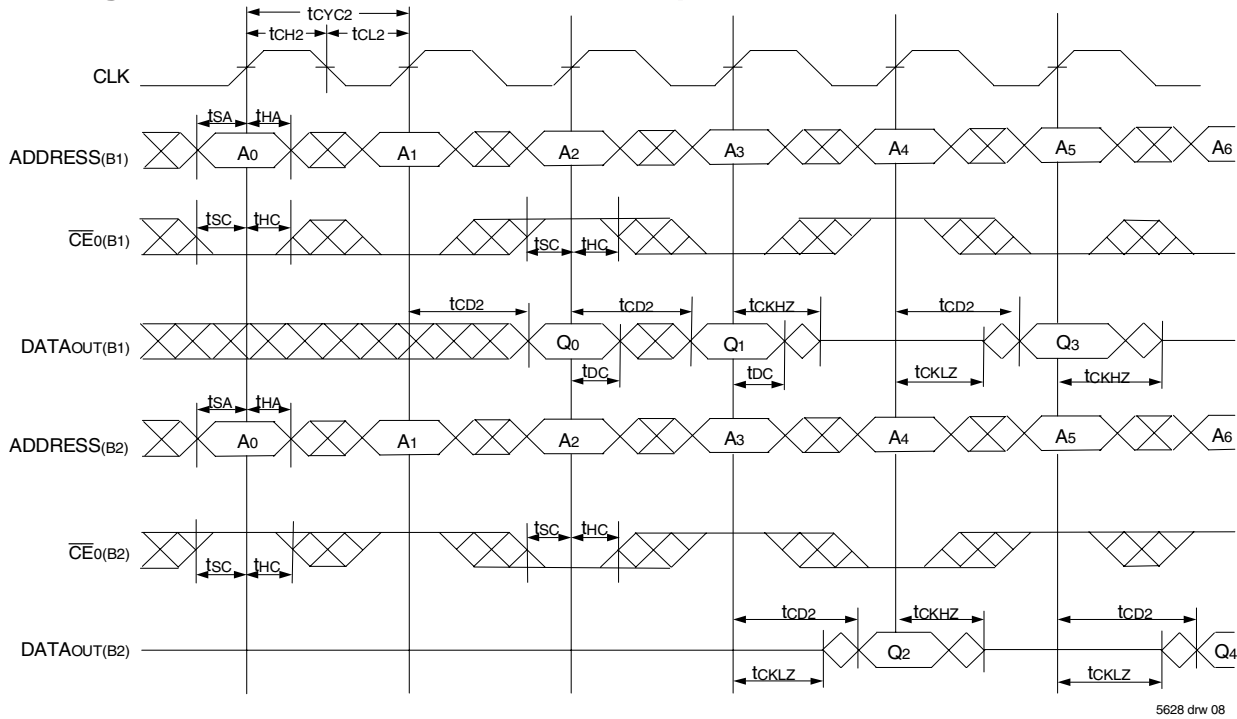 tCYC2
tCH2 tCL2
CLK
tSA tHA
ADDRESS(B1) A0 A1 A2 A3 A4 A5 A6
tSC tHC
CE0(B1)
tSC tHC
tCD2 tCD2 tCKHZ tCD2
DATAOUT(B1) Q0 Q1 Q3
tDC tDC tCKLZ tCKHZ
tSA tHA
ADDRESS(B2) A0 A1 A2 A3 A4 A5 A6
tSC tHC
CE0(B2)
tSC tHC
tCD2 tCKHZ tCD2
DATAOUT(B2) Q2 Q4
tCKLZ tCKLZ
5628 drw 08